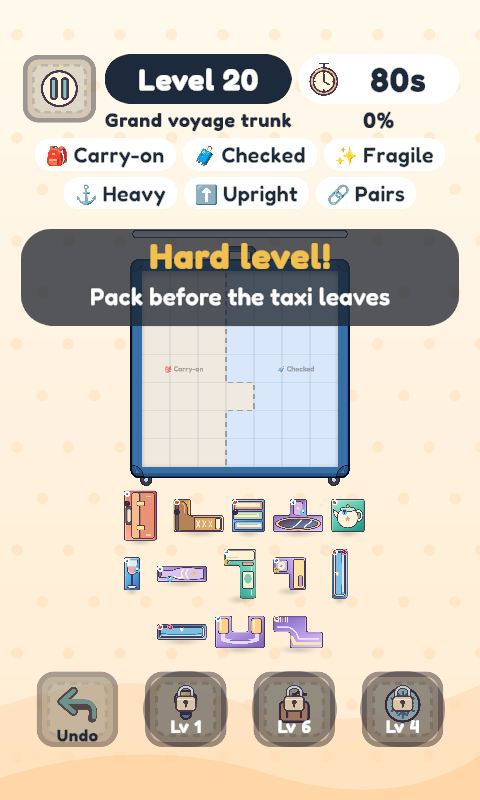 Level 20
80s
Grand voyage trunk
0%
Carry-on
Checked
Fragile
Heavy
Upright
Pairs
Hard level!
Pack before the taxi leaves
Carry-on
Checked
XXX
Undo
Lv 1
Lv 6
Lv 4